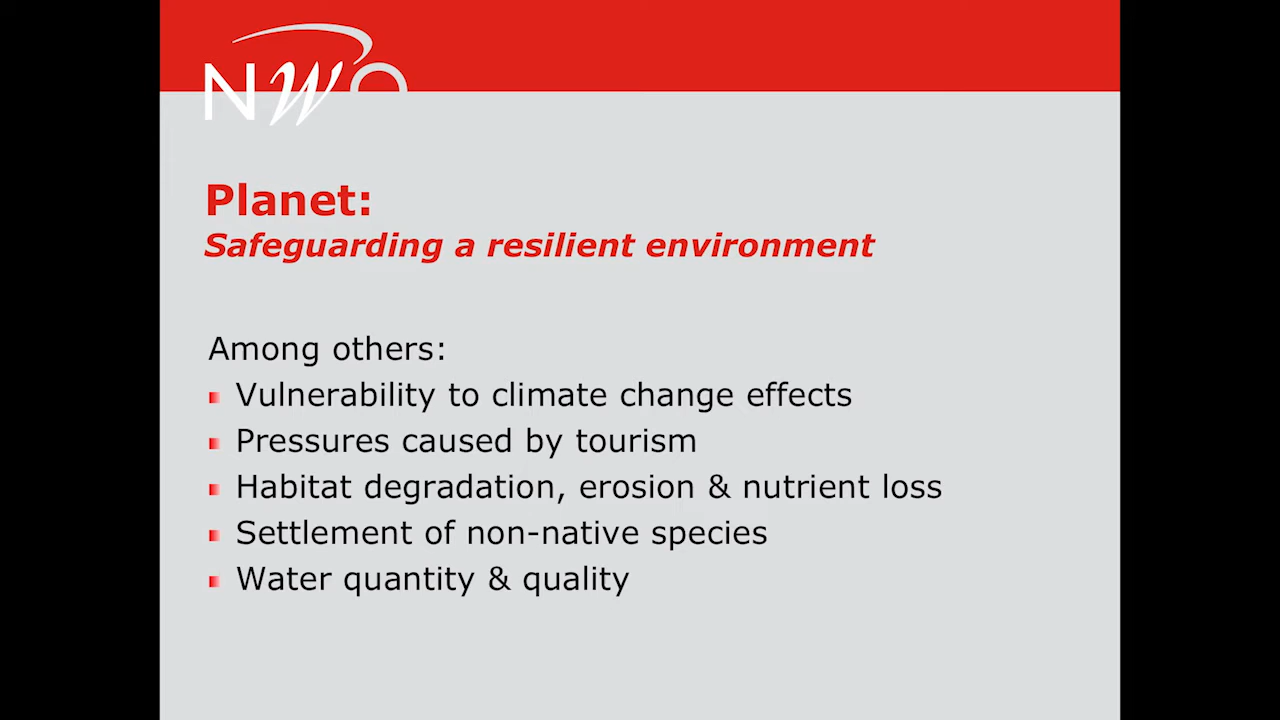 NWO
Planet:
Safeguarding a resilient environment
Among others:
Vulnerability to climate change effects
Pressures caused by tourism
Habitat degradation, erosion & nutrient loss
Settlement of non-native species
Water quantity & quality